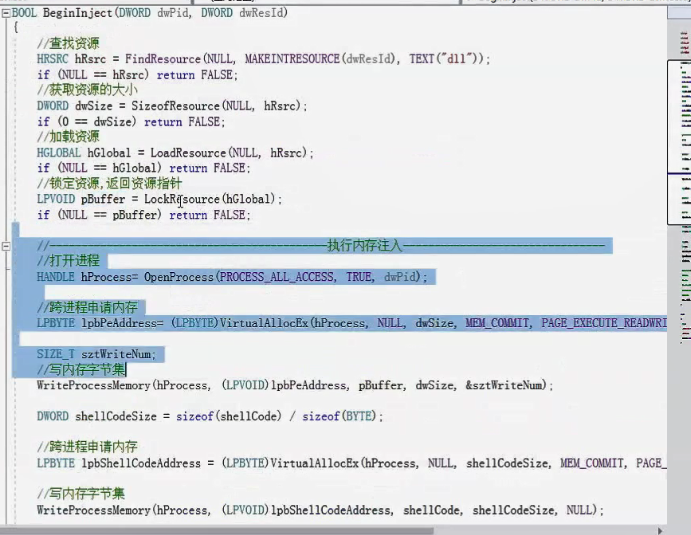 BOOL BeginInject(DWORD dwPid, DWORD dwResId)
{
//查找资源
HRSRC hRsrc = FindResource(NULL, MAKEINTRESOURCE(dwResId), TEXT("dll"));
if (NULL == hRsrc) return FALSE;
//获取资源的大小
DWORD dwSize = SizeofResource(NULL, hRsrc);
if (0 == dwSize) return FALSE;
//加载资源
HGLOBAL hGlobal = LoadResource(NULL, hRsrc);
if (NULL == hGlobal) return FALSE;
//锁定资源,返回资源指针
LPVOID pBuffer = LockResource(hGlobal);
if (NULL == pBuffer) return FALSE;
//----------------------------------执行内存注入-------------------------
//打开进程
HANDLE hProcess= OpenProcess(PROCESS_ALL_ACCESS, TRUE, dwPid);
//跨进程申请内存
LPBYTE lpbPeAddress= (LPBYTE)VirtualAllocEx(hProcess, NULL, dwSize, MEM_COMMIT, PAGE_EXECUTE_READWRI
SIZE_T sztWriteNum;
//写内存字节集
WriteProcessMemory(hProcess, (LPVOID)lpbPeAddress, pBuffer, dwSize, &sztWriteNum);
DWORD shellCodeSize = sizeof(shellCode) / sizeof(BYTE);
//跨进程申请内存
LPBYTE lpbShellCodeAddress = (LPBYTE)VirtualAllocEx(hProcess, NULL, shellCodeSize, MEM_COMMIT, PAGE_
//写内存字节集
WriteProcessMemory(hProcess, (LPVOID)lpbShellCodeAddress, shellCode, shellCodeSize, NULL);